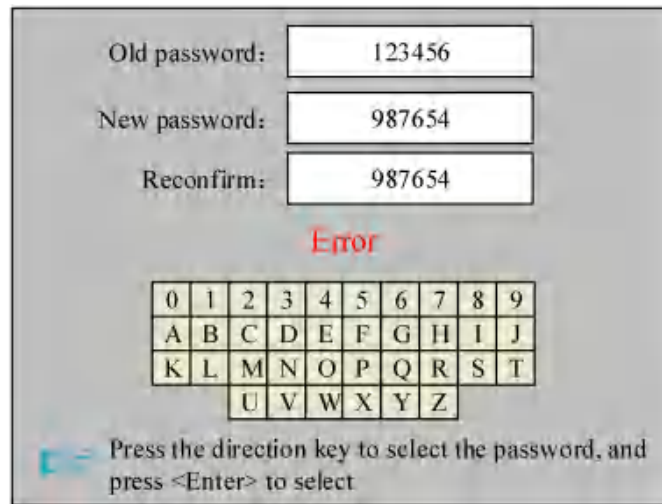 Old password: 123456
New password: 987654
Reconfirm: 987654
Error
0 1 2 3 4 5 6 7 8 9
A B C D E F G H I J
K L M N O P Q R S T
U V W X Y Z
Press the direction key to select the password, and
press <Enter> to select